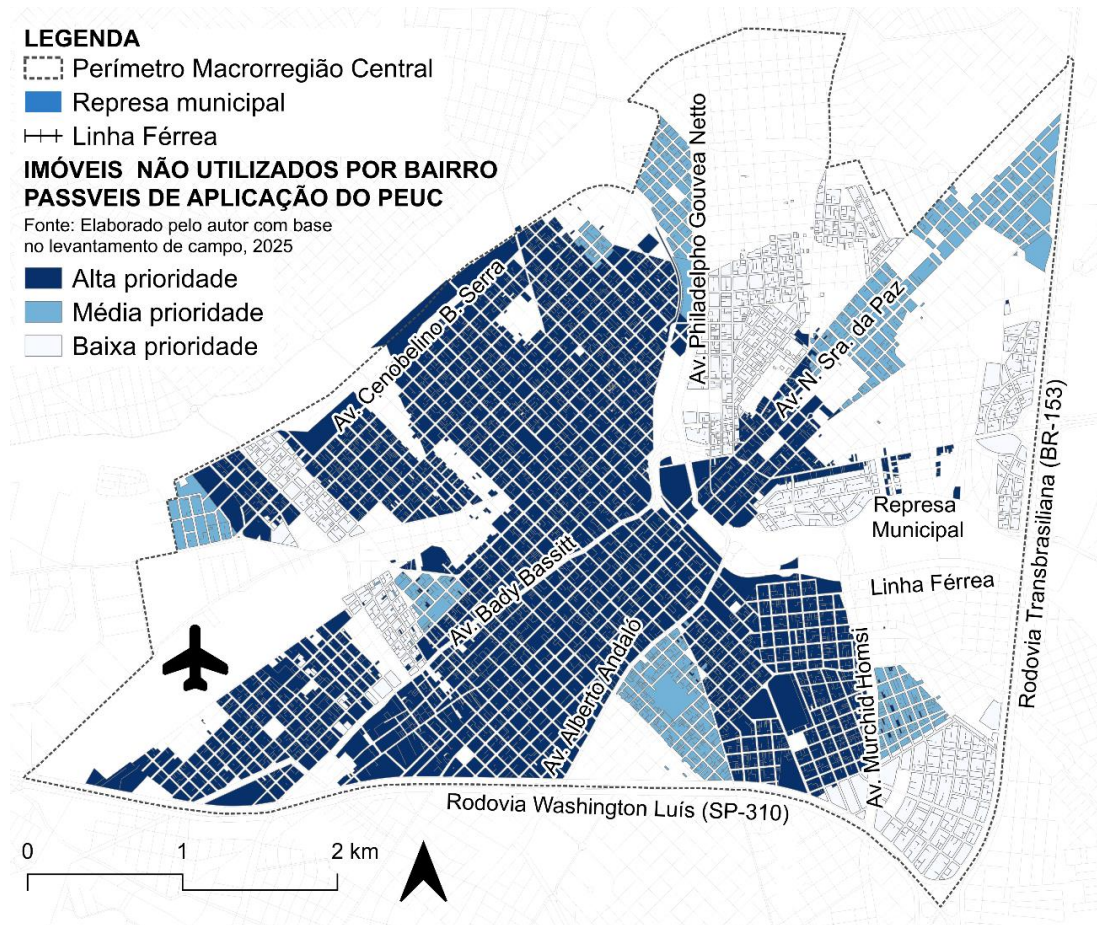 LEGENDA
Perímetro Macrorregião Central
Represa municipal
Linha Férrea
IMÓVEIS NÃO UTILIZADOS POR BAIRRO
PASSVEIS DE APLICAÇÃO DO PEUC
Fonte: Elaborado pelo autor com base
no levantamento de campo, 2025
Alta prioridade
Média prioridade
Baixa prioridade
Av. Philadelpho Gouvea Netto
Av. Cenobelino B. Serra
Av. N. Sra. da Paz
Represa
Municipal
Linha Férrea
Rodovia Transbrasiliana (BR-153)
Av. Bady Bassitt
Av. Alberto Andaló
Av. Murchid Homisi
Rodovia Washington Luís (SP-310)
0 1 2 km